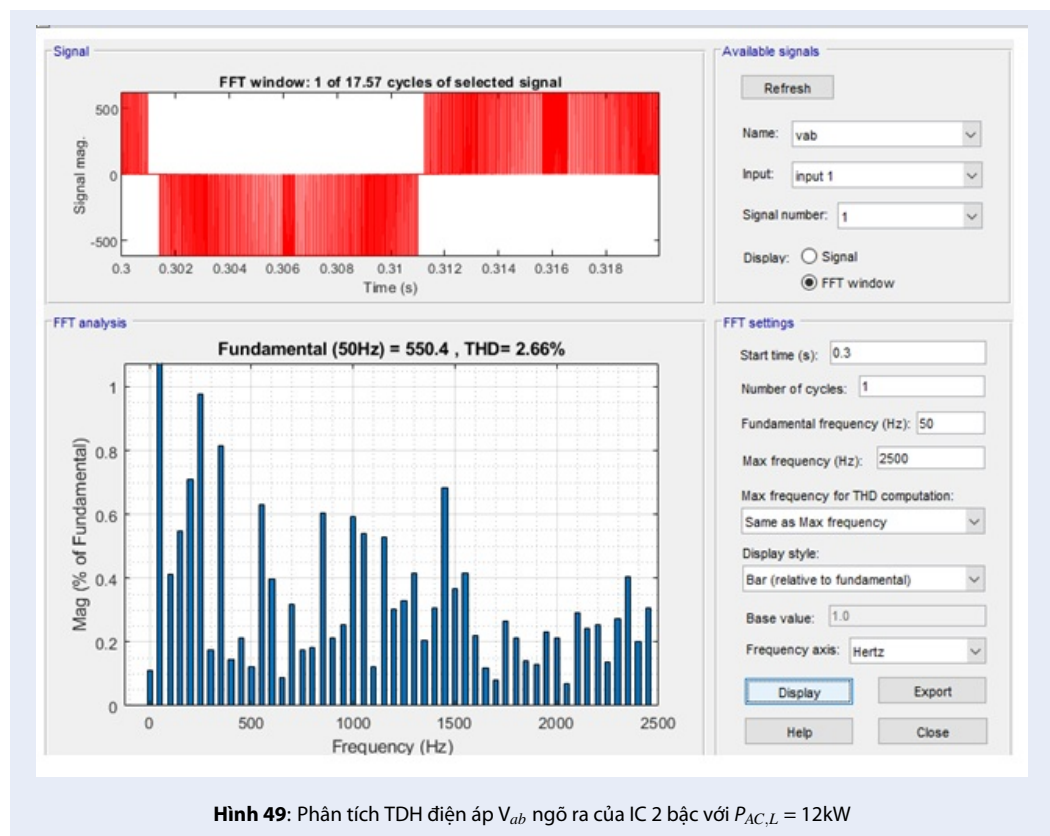 Signal
FFT window: 1 of 17.57 cycles of selected signal
500
0
-500
Signal mag.
0.3 0.302 0.304 0.306 0.308 0.31 0.312 0.314 0.316 0.318
Time (s)
Available signals
Refresh
Name: vab
Input: input 1
Signal number: 1
Display: Signal
FFT window
FFT analysis
Fundamental (50Hz) = 550.4 , THD= 2.66%
1
0.8
0.6
0.4
0.2
0
Mag (% of Fundamental)
0 500 1000 1500 2000 2500
Frequency (Hz)
FFT settings
Start time (s): 0.3
Number of cycles: 1
Fundamental frequency (Hz): 50
Max frequency (Hz): 2500
Max frequency for THD computation:
Same as Max frequency
Display style:
Bar (relative to fundamental)
Base value: 1.0
Frequency axis: Hertz
Display Export
Help Close
Hình 49: Phân tích TDH điện áp Vab ngõ ra của IC 2 bậc với PAC,L = 12kW